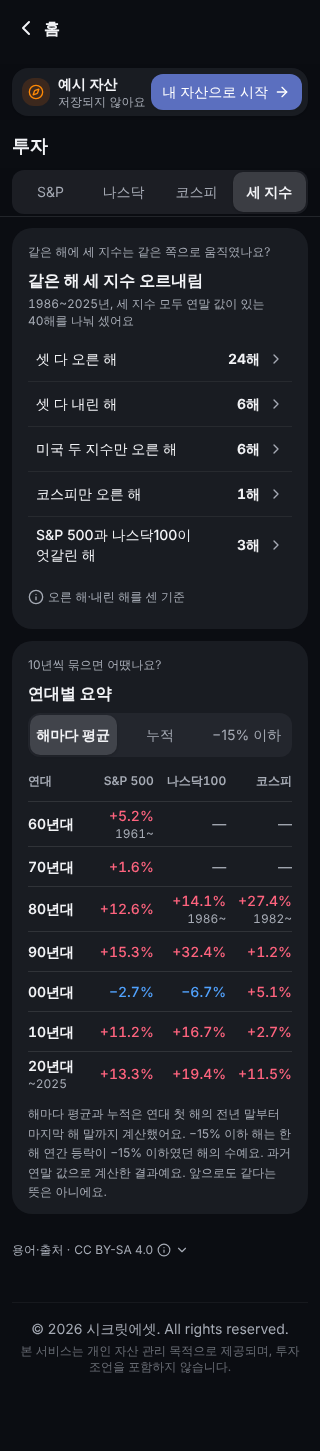 홈
예시 자산
저장되지 않아요
내 자산으로 시작 →
투자
S&P 나스닥 코스피 세 지수
같은 해에 세 지수는 같은 쪽으로 움직였나요?
같은 해 세 지수 오르내림
1986~2025년, 세 지수 모두 연말 값이 있는
40해를 나눠 셌어요
셋 다 오른 해 24해
셋 다 내린 해 6해
미국 두 지수만 오른 해 6해
코스피만 오른 해 1해
S&P 500과 나스닥100이
엇갈린 해 3해
오른 해·내린 해를 센 기준
10년씩 묶으면 어땠나요?
연대별 요약
해마다 평균 누적 −15% 이하
연대 S&P 500 나스닥100 코스피
60년대 +5.2% — —
1961~
70년대 +1.6% — —
80년대 +12.6% +14.1% +27.4%
1986~ 1982~
90년대 +15.3% +32.4% +1.2%
00년대 −2.7% −6.7% +5.1%
10년대 +11.2% +16.7% +2.7%
20년대 +13.3% +19.4% +11.5%
~2025
해마다 평균과 누적은 연대 첫 해의 전년 말부터
마지막 해 말까지 계산했어요. −15% 이하 해는 한
해 연간 등락이 −15% 이하였던 해의 수예요. 과거
연말 값으로 계산한 결과예요. 앞으로도 같다는
뜻은 아니에요.
용어·출처 · CC BY-SA 4.0
© 2026 시크릿에셋. All rights reserved.
본 서비스는 개인 자산 관리 목적으로 제공되며, 투자
조언을 포함하지 않습니다.